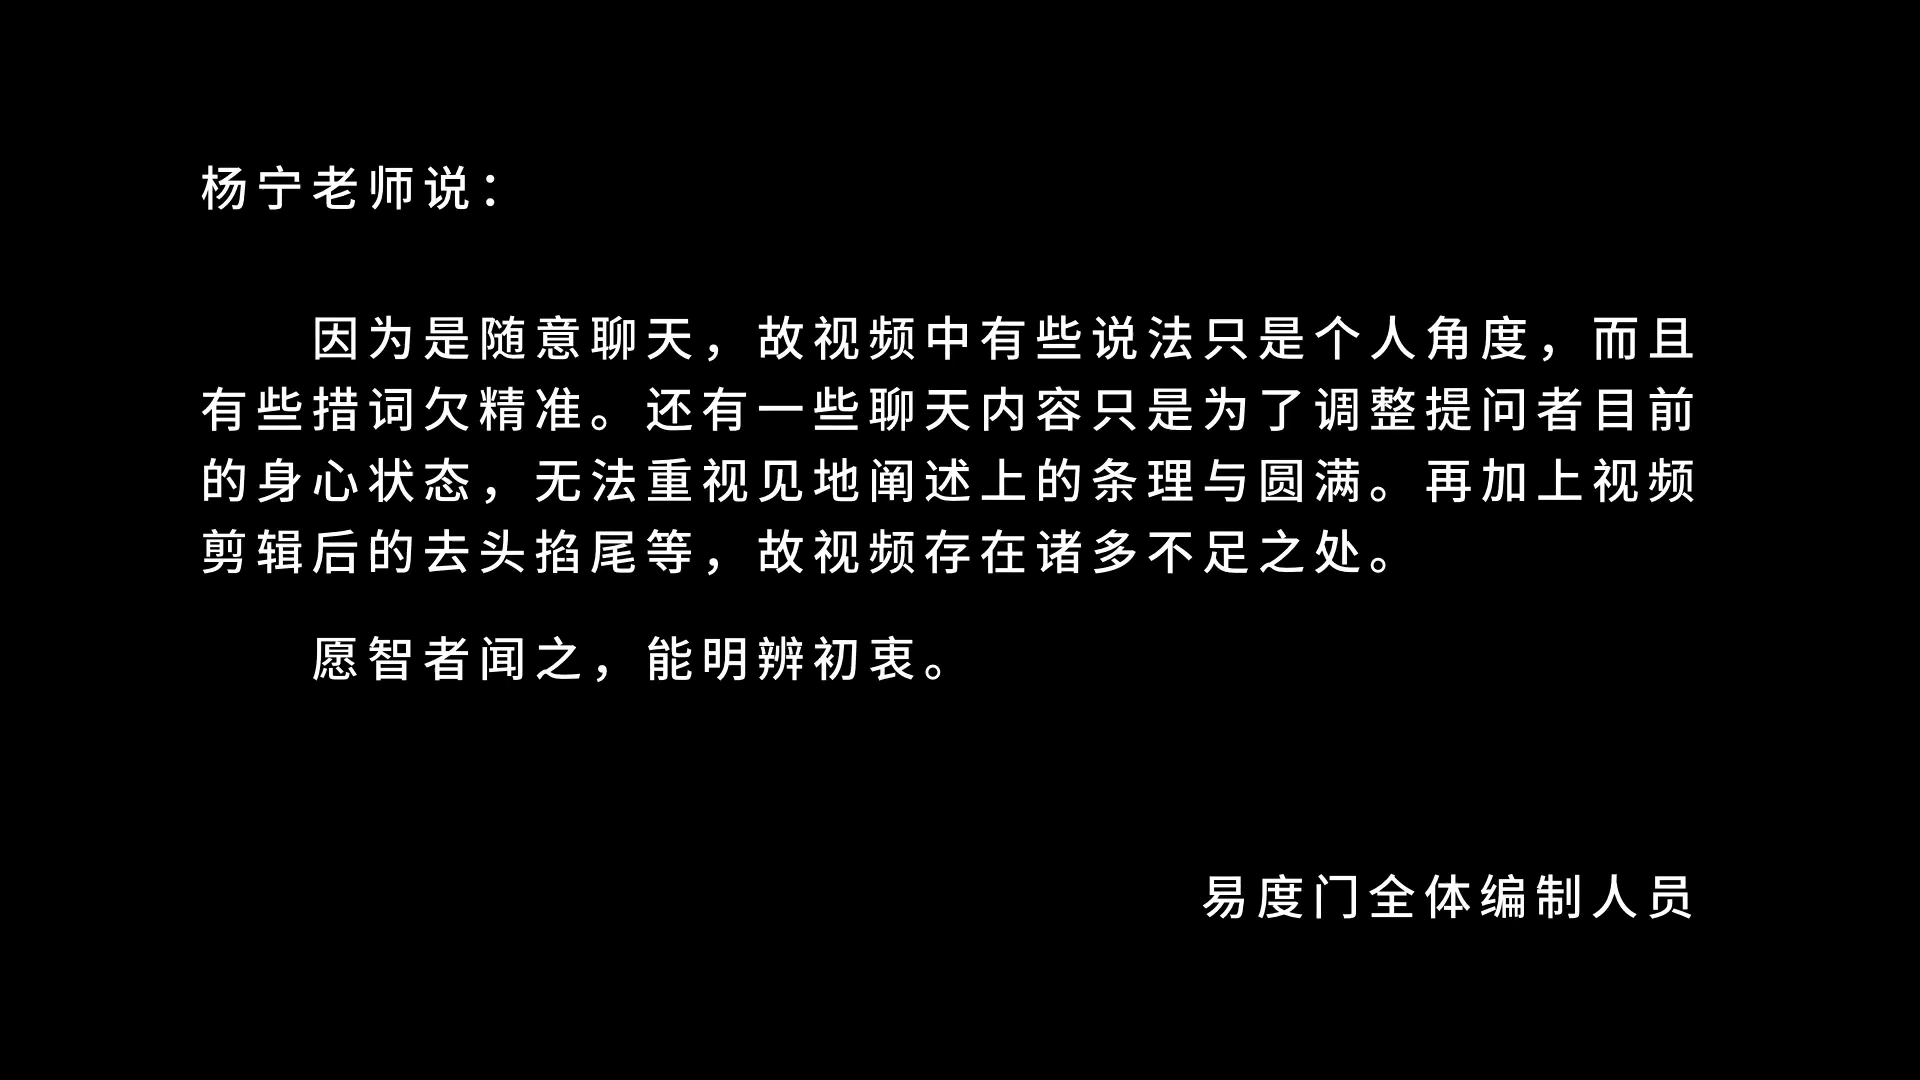 杨宁老师说：
因为是随意聊天，故视频中有些说法只是个人角度，而且
有些措词欠精准。还有一些聊天内容只是为了调整提问者目前
的身心状态，无法重视见地阐述上的条理与圆满。再加上视频
剪辑后的去头掐尾等，故视频存在诸多不足之处。
愿智者闻之，能明辨初衷。
易度门全体编制人员